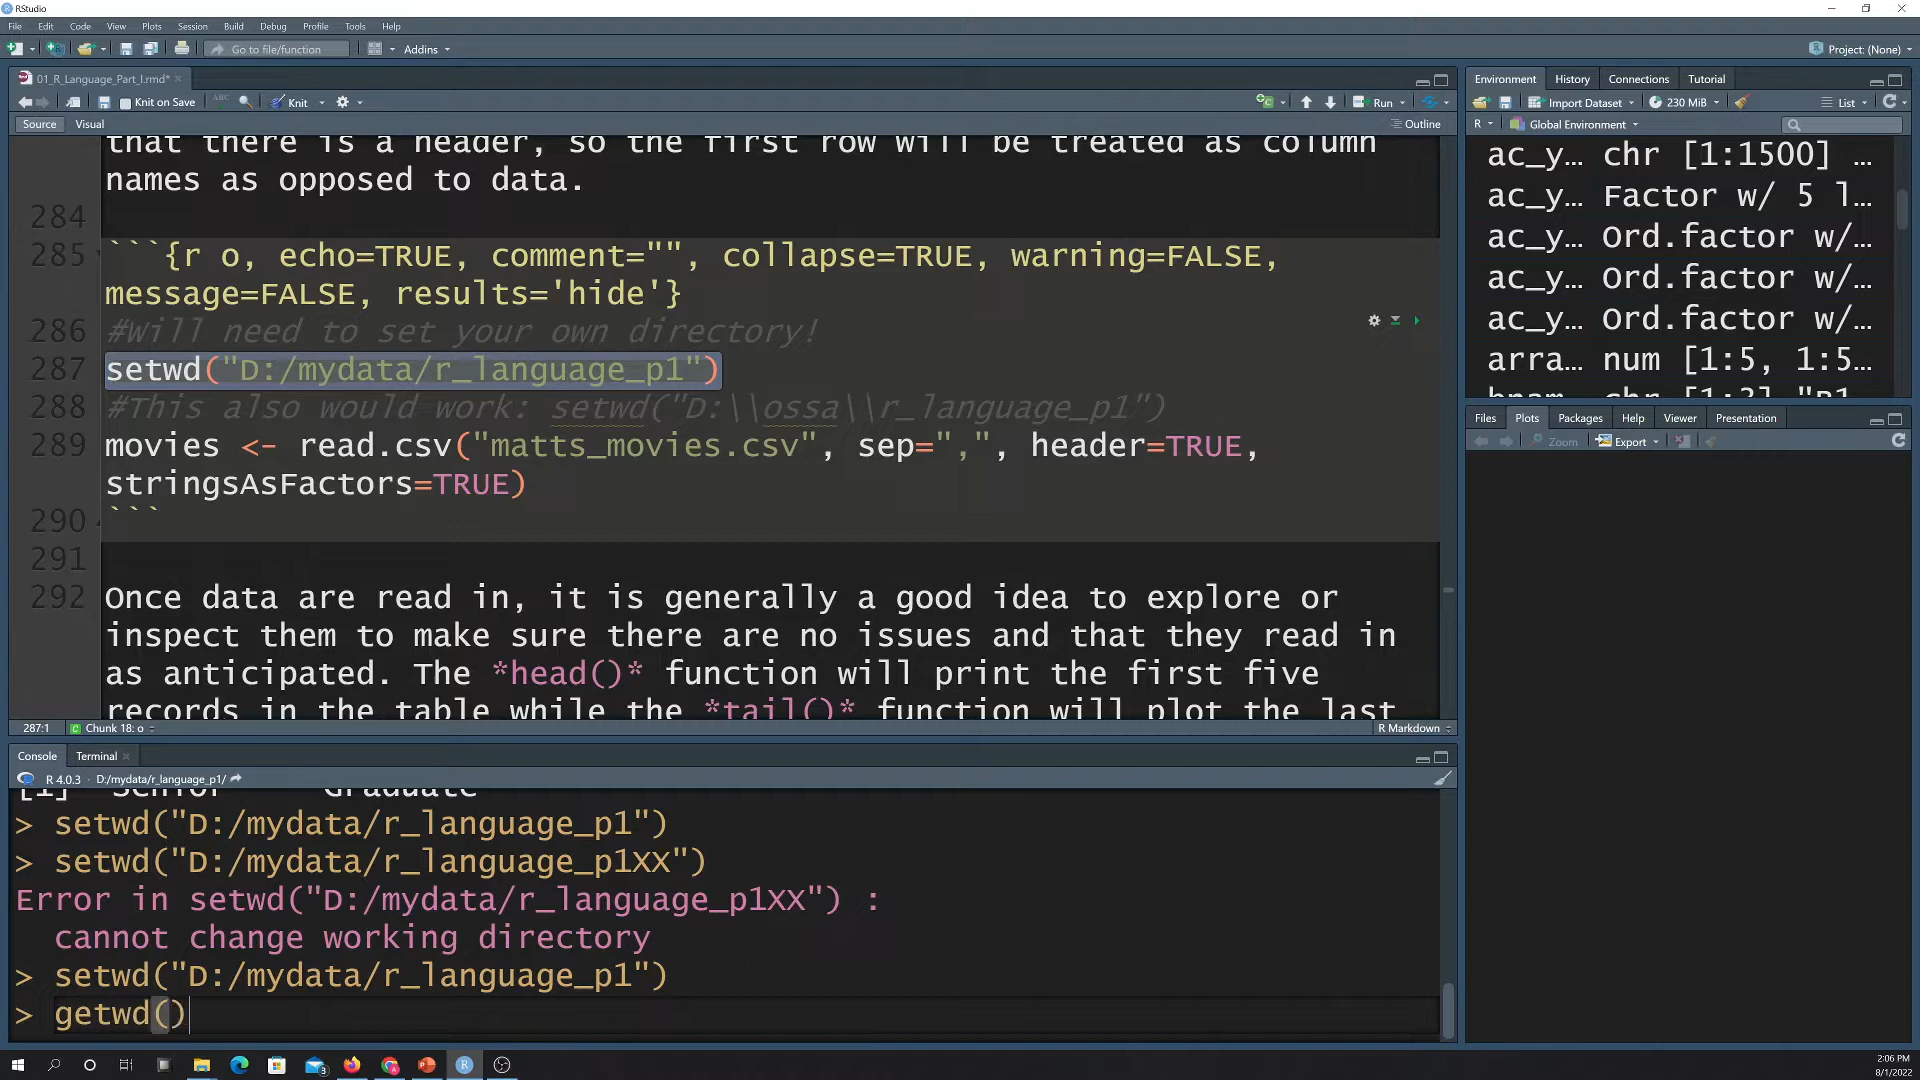 RStudio
File Edit Code View Plots Session Build Debug Profile Tools Help
Go to file/function Addins Project: (None)
01_R_Language_Part_I.rmd*
Knit on Save ABC Knit Run
Source Visual Outline
that there is a header, so the first row will be treated as column
names as opposed to data.
284
285 ```{r o, echo=TRUE, comment="", collapse=TRUE, warning=FALSE,
message=FALSE, results='hide'}
286 #Will need to set your own directory!
287 setwd("D:/mydata/r_language_p1")
288 #This also would work: setwd("D:\\ossa\\r_language_p1")
289 movies <- read.csv("matts_movies.csv", sep=",", header=TRUE,
stringsAsFactors=TRUE)
290 ```
291
292 Once data are read in, it is generally a good idea to explore or
inspect them to make sure there are no issues and that they read in
as anticipated. The *head()* function will print the first five
records in the table while the *tail()* function will plot the last
287:1 Chunk 18: o R Markdown
Console Terminal
R 4.0.3 · D:/mydata/r_language_p1/
[1] Senior Graduate
> setwd("D:/mydata/r_language_p1")
> setwd("D:/mydata/r_language_p1XX")
Error in setwd("D:/mydata/r_language_p1XX") :
cannot change working directory
> setwd("D:/mydata/r_language_p1")
> getwd()
Environment History Connections Tutorial
Import Dataset 230 MiB List
R Global Environment
ac_y… chr [1:1500] …
ac_y… Factor w/ 5 l…
ac_y… Ord.factor w/…
ac_y… Ord.factor w/…
ac_y… Ord.factor w/…
arra… num [1:5, 1:5…
bnam… chr [1:3] "B1…
Files Plots Packages Help Viewer Presentation
Zoom Export
2:06 PM
8/1/2022